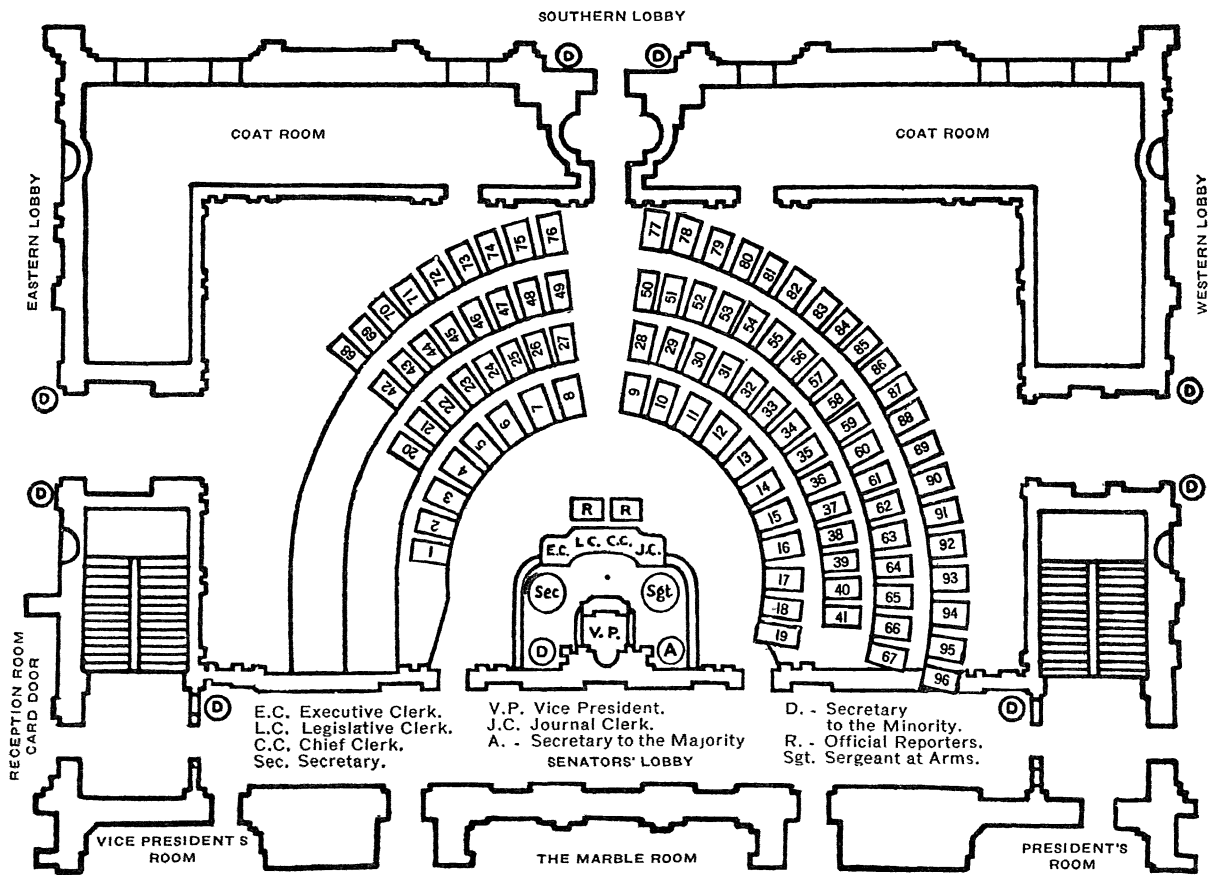 SOUTHERN LOBBY
D D
COAT ROOM
COAT ROOM
EASTERN LOBBY
WESTERN LOBBY
68 69 70 71 72 73 74 75 76
77 78 79 80 81 82 83 84 85 86 87 88 89 90 91 92 93 94 95 96
42 43 44 45 46 47 48 49
50 51 52 53 54 55 56 57 58 59 60 61 62 63 64 65 66 67
20 21 22 23 24 25 26 27
28 29 30 31 32 33 34 35 36 37 38 39 40 41
1 2 3 4 5 6 7 8
9 10 11 12 13 14 15 16 17 18 19
D D
D D
R R
E.C. L.C. C.C. J.C.
Sec Sgt
V.P.
D A
RECEPTION ROOM
CARD DOOR
D D
E.C. Executive Clerk.
L.C. Legislative Clerk.
C.C. Chief Clerk.
Sec. Secretary.
V.P. Vice President.
J.C. Journal Clerk.
A. - Secretary to the Majority
D. - Secretary
to the Minority.
R. - Official Reporters.
Sgt. Sergeant at Arms.
SENATORS' LOBBY
VICE PRESIDENT S
ROOM
THE MARBLE ROOM
PRESIDENT'S
ROOM